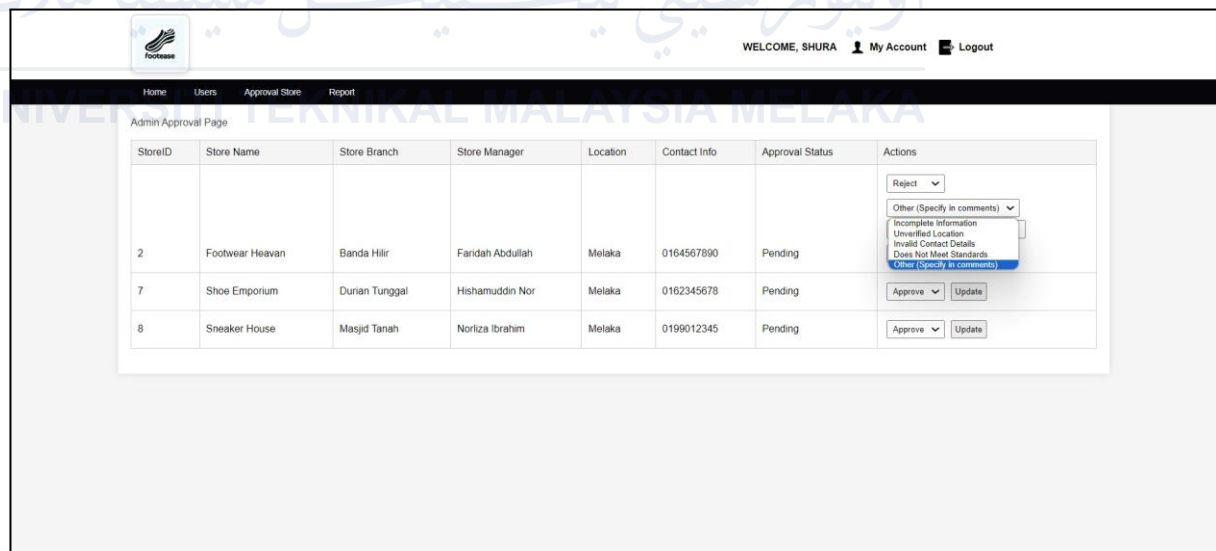 footease
WELCOME, SHURA My Account Logout
Home Users Approval Store Report
UNIVERSITI TEKNIKAL MALAYSIA MELAKA
Admin Approval Page
StoreID Store Name Store Branch Store Manager Location Contact Info Approval Status Actions
Reject
Other (Specify in comments)
Incomplete Information
Unverified Location
Invalid Contact Details
Does Not Meet Standards
Other (Specify in comments)
2 Footwear Heavan Banda Hilir Faridah Abdullah Melaka 0164567890 Pending
7 Shoe Emporium Durian Tunggal Hishamuddin Nor Melaka 0162345678 Pending Approve Update
8 Sneaker House Masjid Tanah Norliza Ibrahim Melaka 0199012345 Pending Approve Update